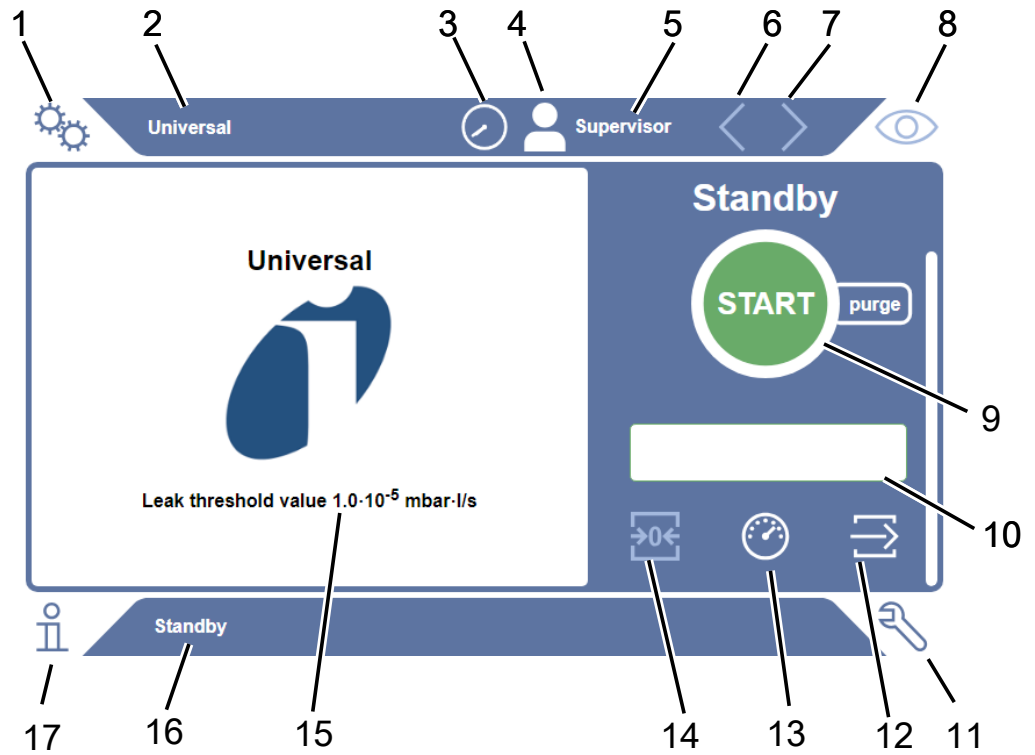 1 2 3 4 5 6 7 8
Universal
Supervisor
Standby
Universal
START
purge
9
Leak threshold value 1.0·10⁻⁵ mbar·l/s
10
→0←
Standby
17 16 15 14 13 12 11